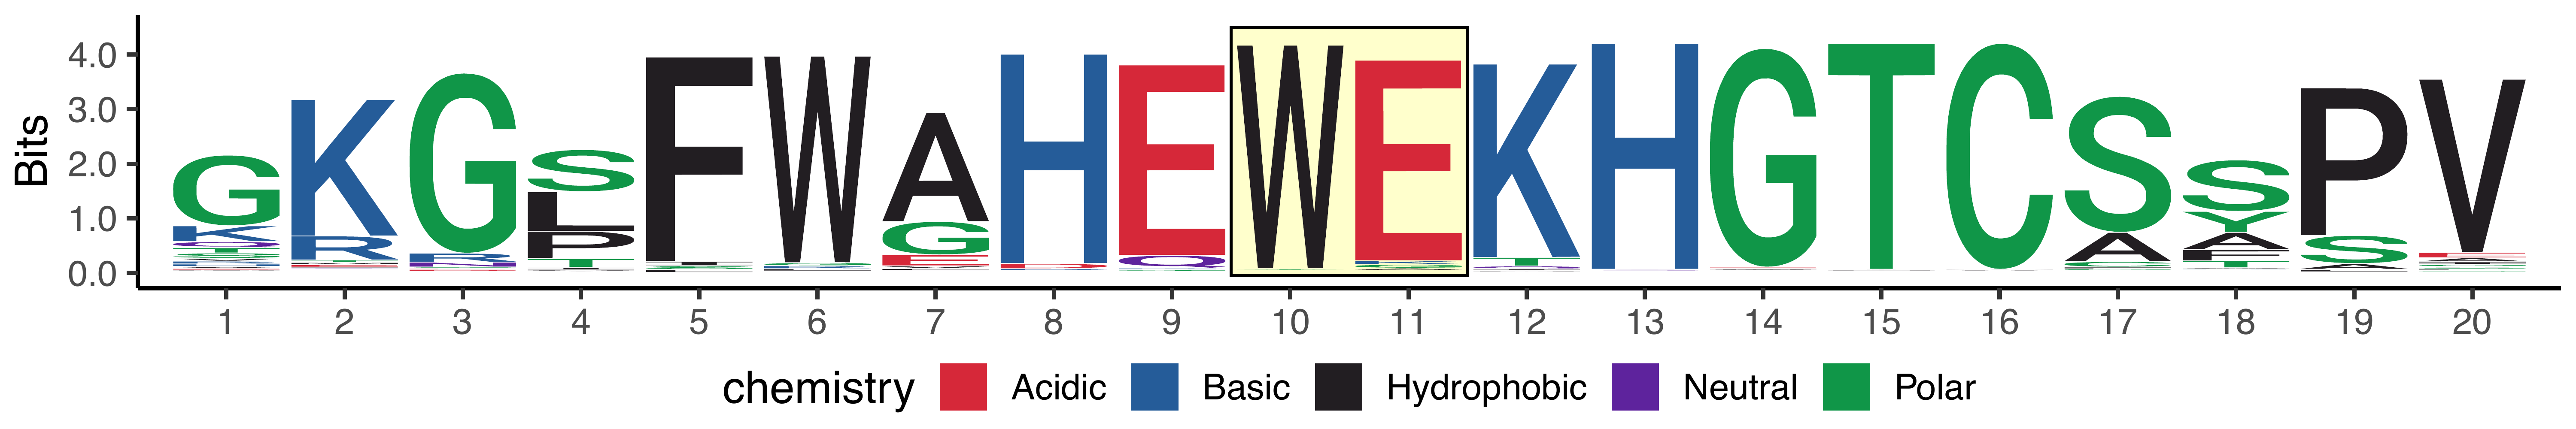 Bits
4.0
3.0
2.0
1.0
0.0
G K G S F W A H E W E K H G T C S S P V
K R R L G D Q T A Y S
P E A
T F
T
1 2 3 4 5 6 7 8 9 10 11 12 13 14 15 16 17 18 19 20
chemistry Acidic Basic Hydrophobic Neutral Polar